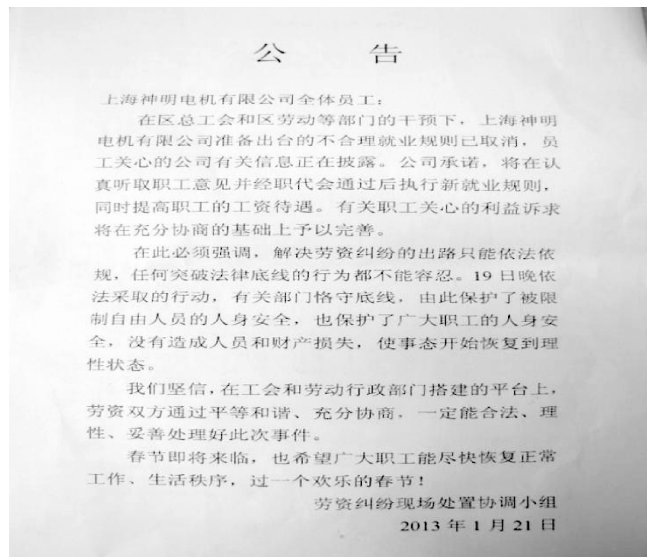 公 告
上海神明电机有限公司全体员工：
在区总工会和区劳动等部门的干预下，上海神明
电机有限公司准备出台的不合理就业规则已取消，员
工关心的公司有关信息正在披露。公司承诺，将在认
真听取职工意见并经职代会通过后执行新就业规则，
同时提高职工的工资待遇。有关职工关心的利益诉求
将在充分协商的基础上予以完善。
在此必须强调，解决劳资纠纷的出路只能依法依
规，任何突破法律底线的行为都不能容忍。19 日晚依
法采取的行动，有关部门恪守底线，由此保护了被限
制自由人员的人身安全，也保护了广大职工的人身安
全，没有造成人员和财产损失，使事态开始恢复到理
性状态。
我们坚信，在工会和劳动行政部门搭建的平台上，
劳资双方通过平等和谐、充分协商，一定能合法、理
性、妥善处理好此次事件。
春节即将来临，也希望广大职工能尽快恢复正常
工作、生活秩序，过一个欢乐的春节！
劳资纠纷现场处置协调小组
2013 年 1 月 21 日